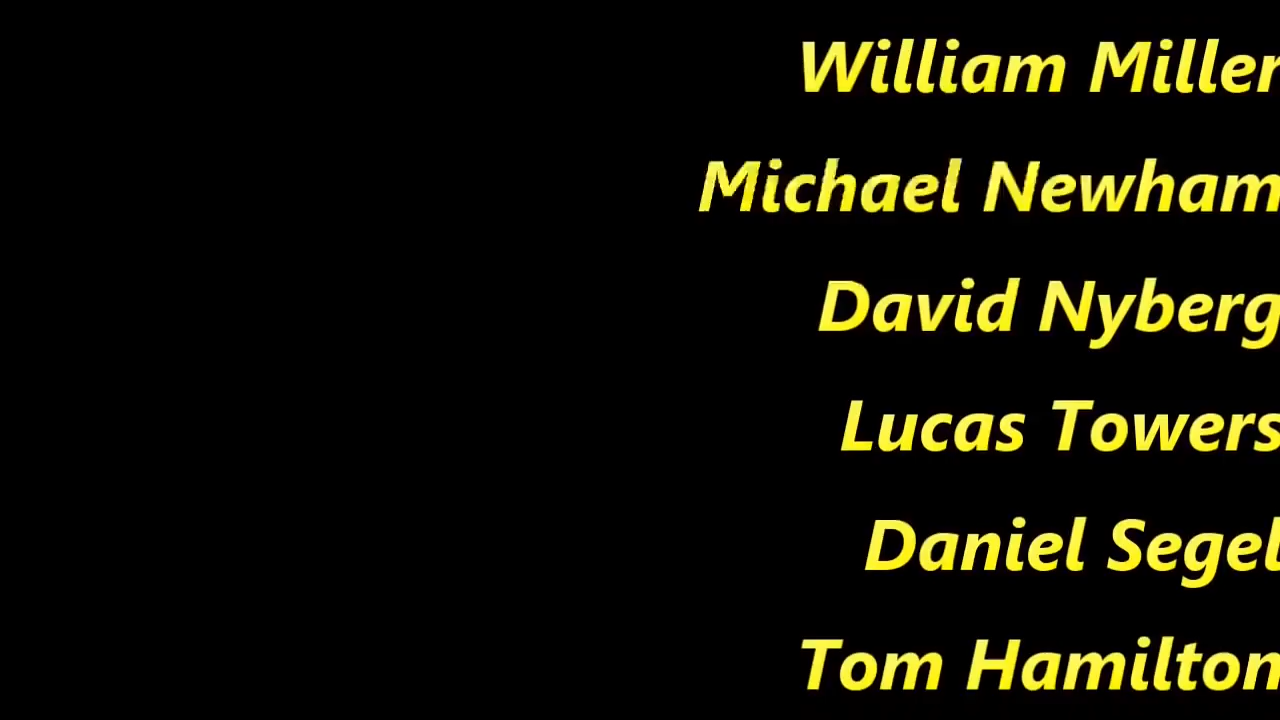 William Miller
Michael Newham
David Nyberg
Lucas Towers
Daniel Segel
Tom Hamilton